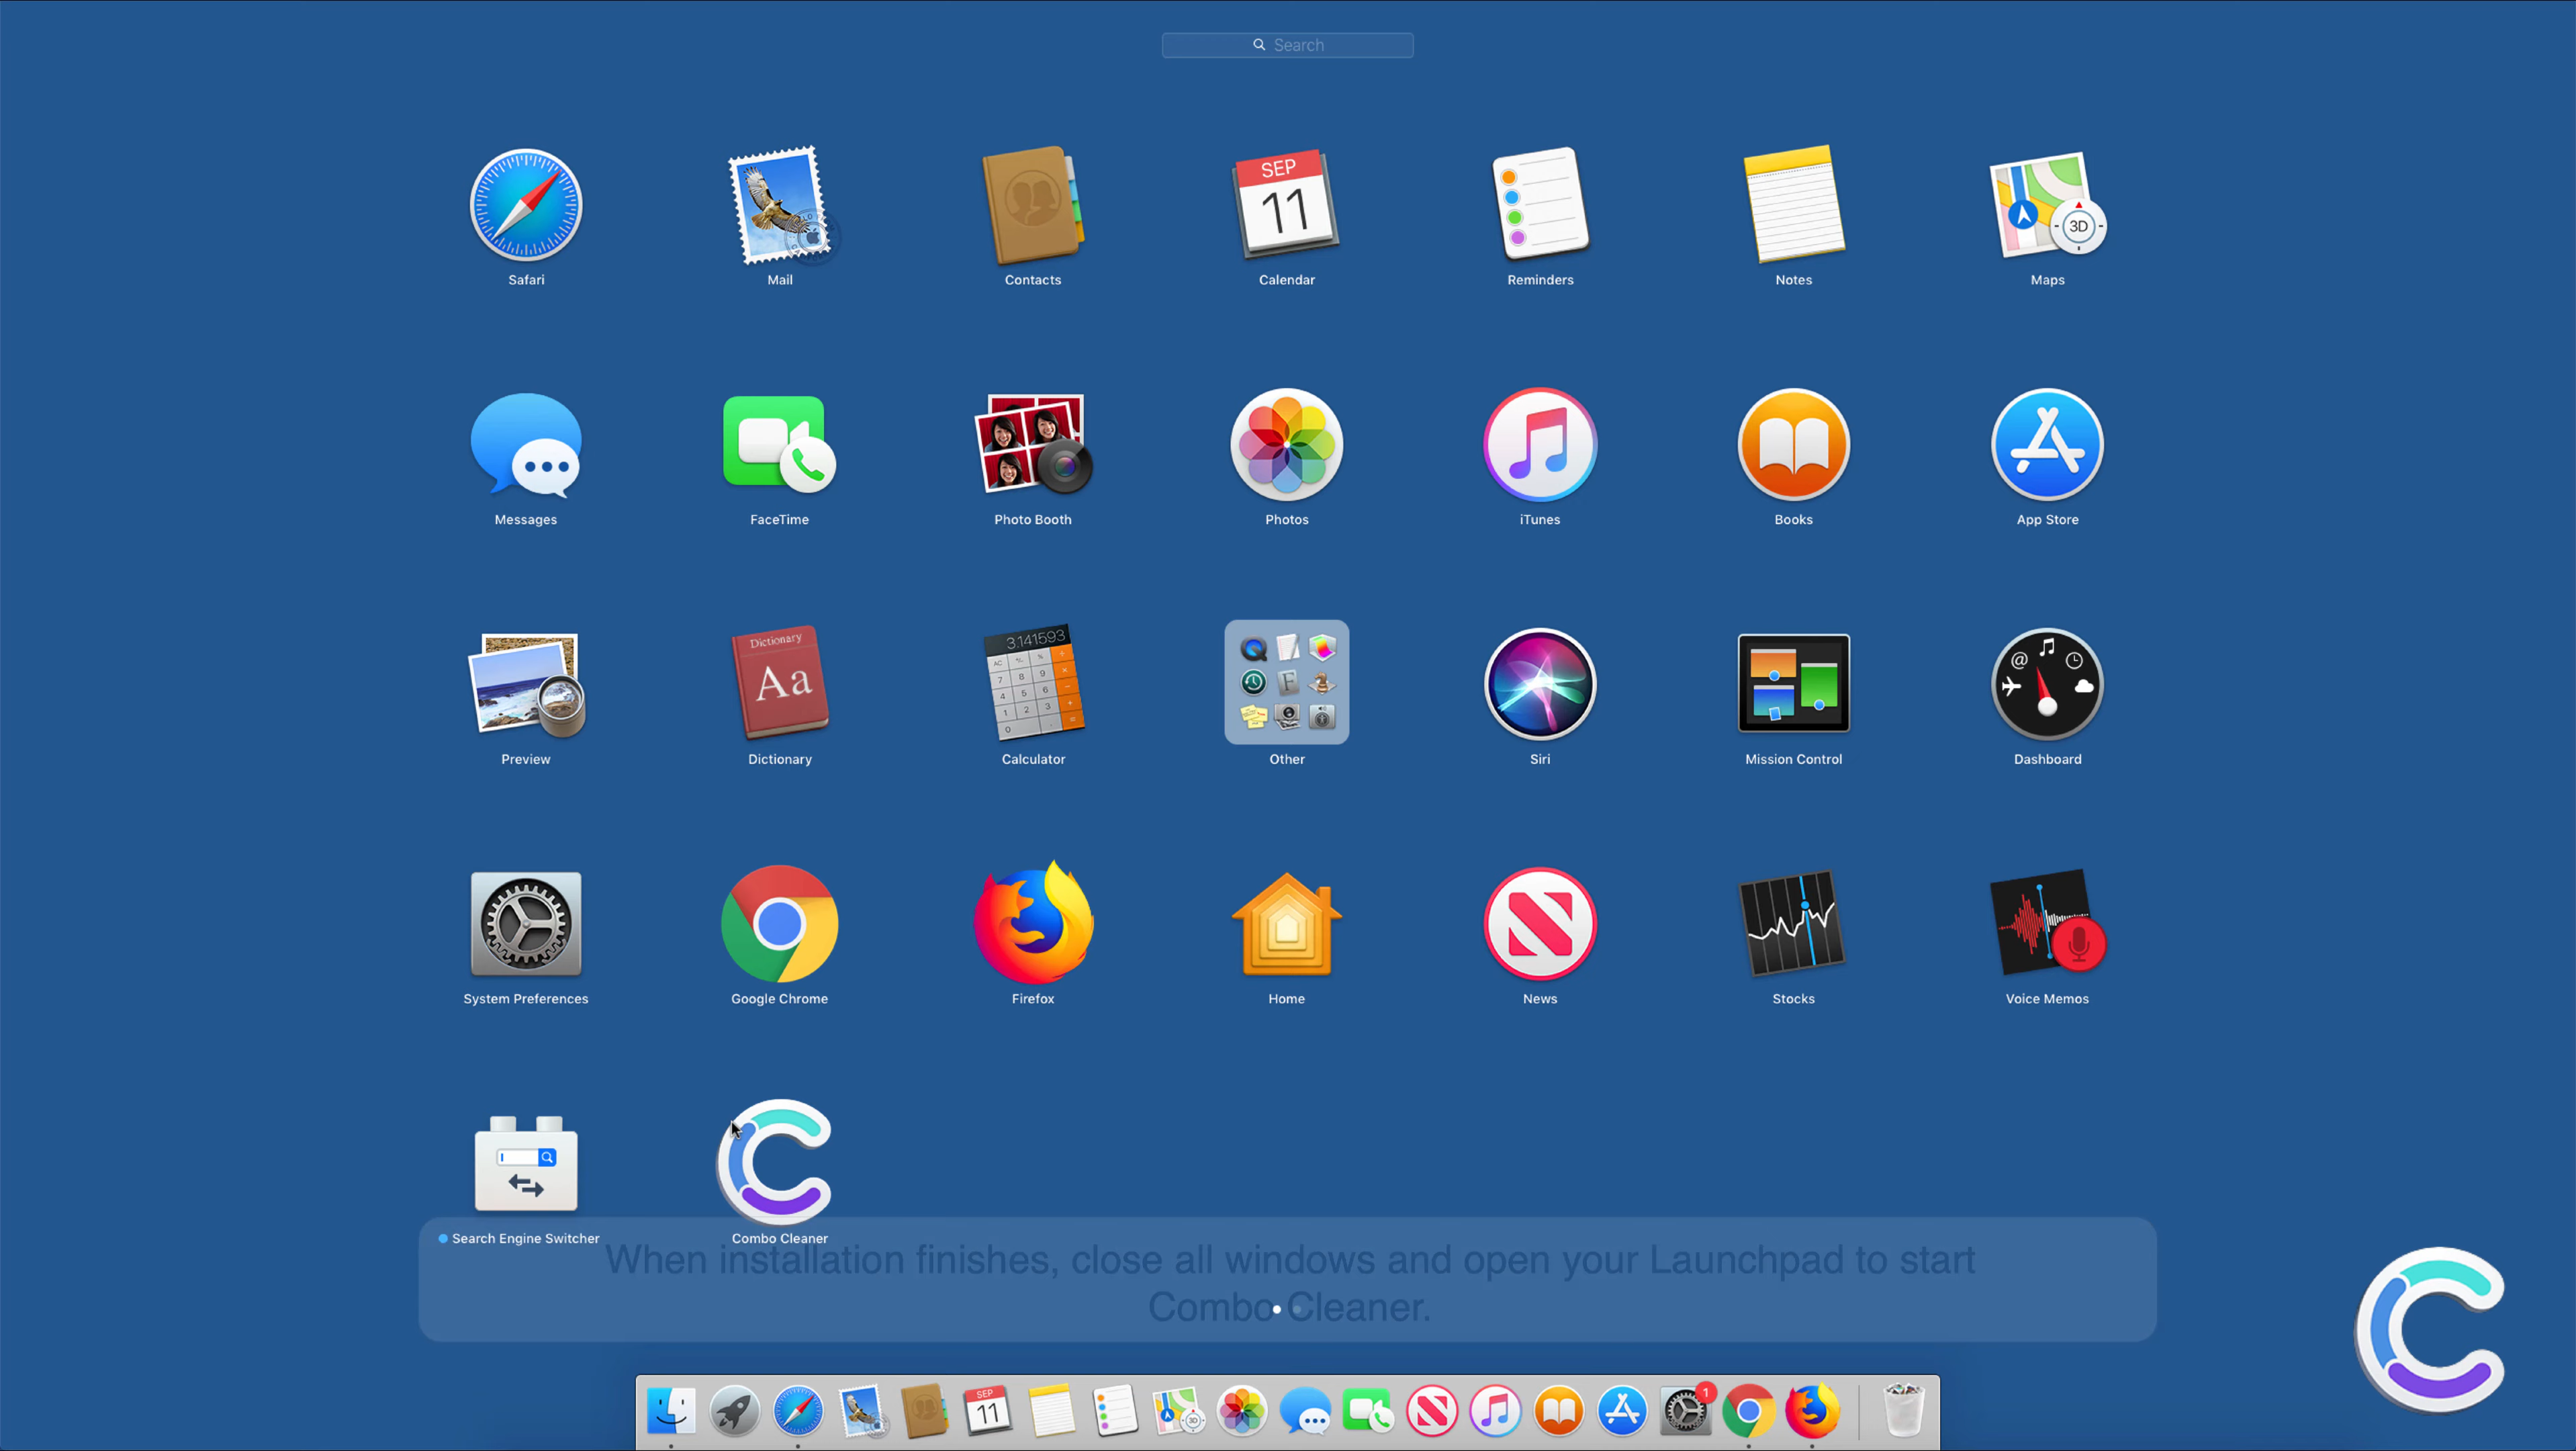 Search
SEP
11
3D
Safari
Mail
Contacts
Calendar
Reminders
Notes
Maps
Messages
FaceTime
Photo Booth
Photos
iTunes
Books
App Store
Dictionary
Aa
3.141593
Preview
Dictionary
Calculator
Other
Siri
Mission Control
Dashboard
System Preferences
Google Chrome
Firefox
Home
News
Stocks
Voice Memos
Search Engine Switcher
Combo Cleaner
When installation finishes, close all windows and open your Launchpad to start
Combo Cleaner.
SEP
11
3D
1